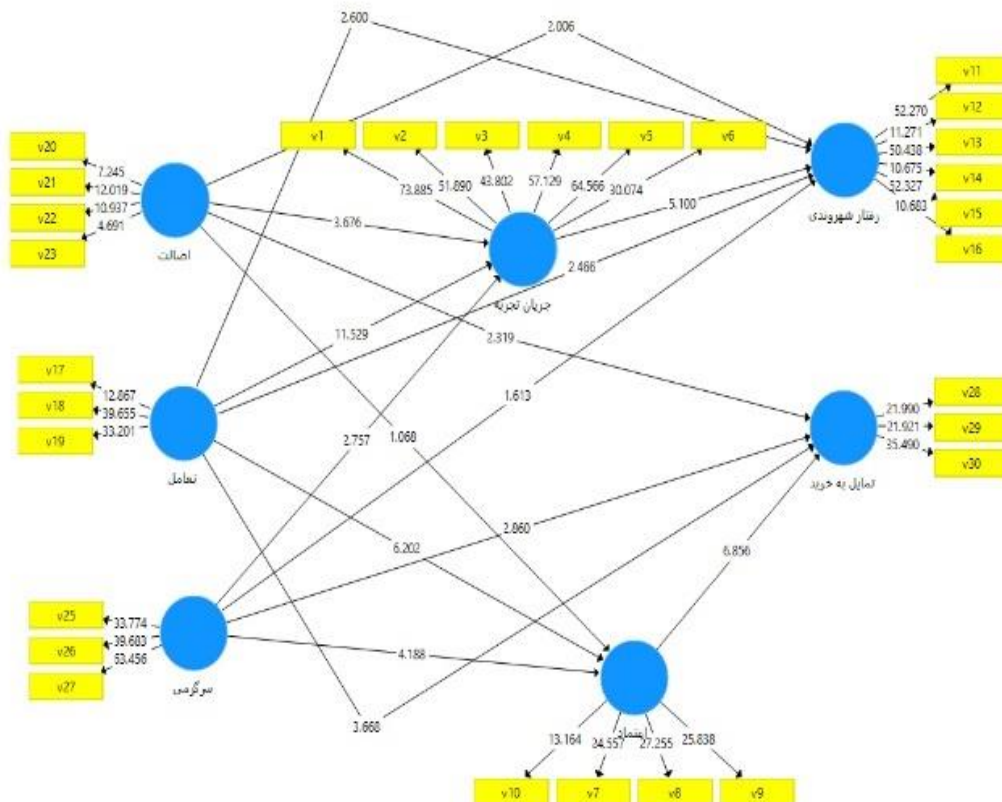 2.600
2.006
v11
v12
v13
v14
v15
v16
52.270
11.271
50.438
10.675
52.327
10.683
رفتار شهروندی
v1
v2
v3
v4
v5
v6
73.885
51.890
43.802
57.129
64.566
30.074
v20
v21
v22
v23
7.245
12.019
10.937
4.691
اصالت
3.676
5.100
2.466
جریان تجربه
11.529
2.319
v17
v18
v19
12.867
39.655
33.201
تعامل
2.757
1.068
1.613
v28
v29
v30
21.990
21.921
35.490
تمایل به خرید
6.202
2.860
6.856
v25
v26
v27
33.774
39.683
53.456
سرگرمی
4.188
3.668
اعتماد
13.164
24.557
27.255
25.838
v10
v7
v8
v9